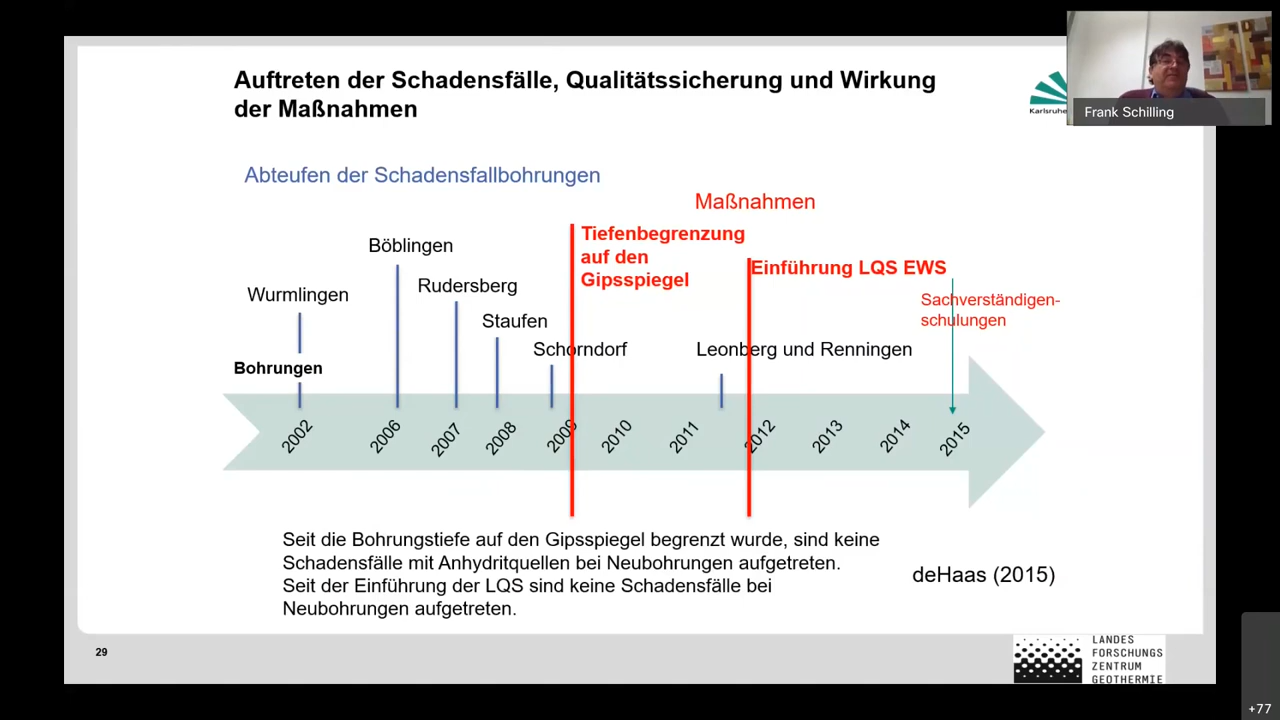 Auftreten der Schadensfälle, Qualitätssicherung und Wirkung
der Maßnahmen
Karlsruhe
Frank Schilling
Abteufen der Schadensfallbohrungen
Maßnahmen
Tiefenbegrenzung
auf den
Gipsspiegel
Böblingen
Einführung LQS EWS
Rudersberg
Wurmlingen
Sachverständigen-
schulungen
Staufen
Schorndorf
Leonberg und Renningen
Bohrungen
2002
2006
2007
2008
2009
2010
2011
2012
2013
2014
2015
Seit die Bohrungstiefe auf den Gipsspiegel begrenzt wurde, sind keine
Schadensfälle mit Anhydritquellen bei Neubohrungen aufgetreten.
Seit der Einführung der LQS sind keine Schadensfälle bei
Neubohrungen aufgetreten.
deHaas (2015)
29
LANDES
FORSCHUNGS
ZENTRUM
GEOTHERMIE
+77